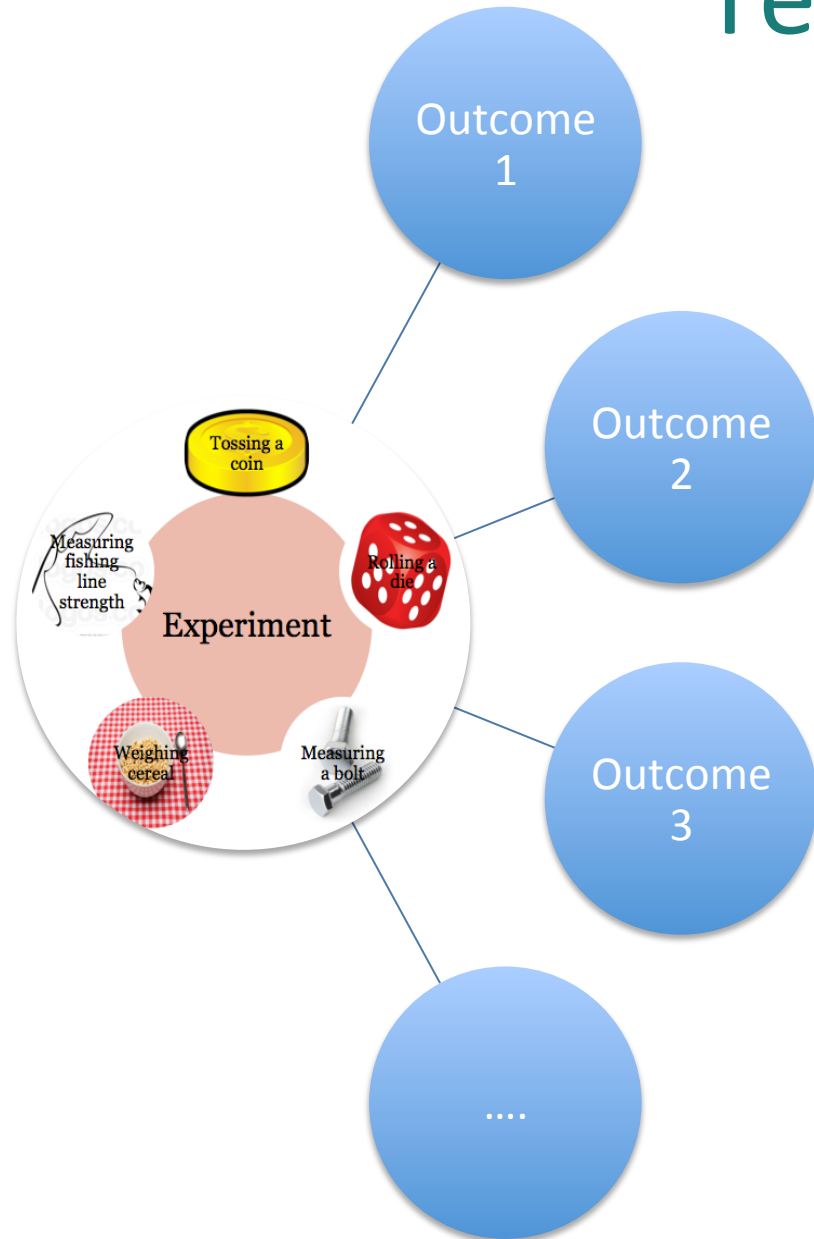 Te
Outcome
1
Outcome
2
Tossing a
coin
Measuring
fishing
line
strength
Rolling a
die
Experiment
Weighing
cereal
Measuring
a bolt
Outcome
3
....